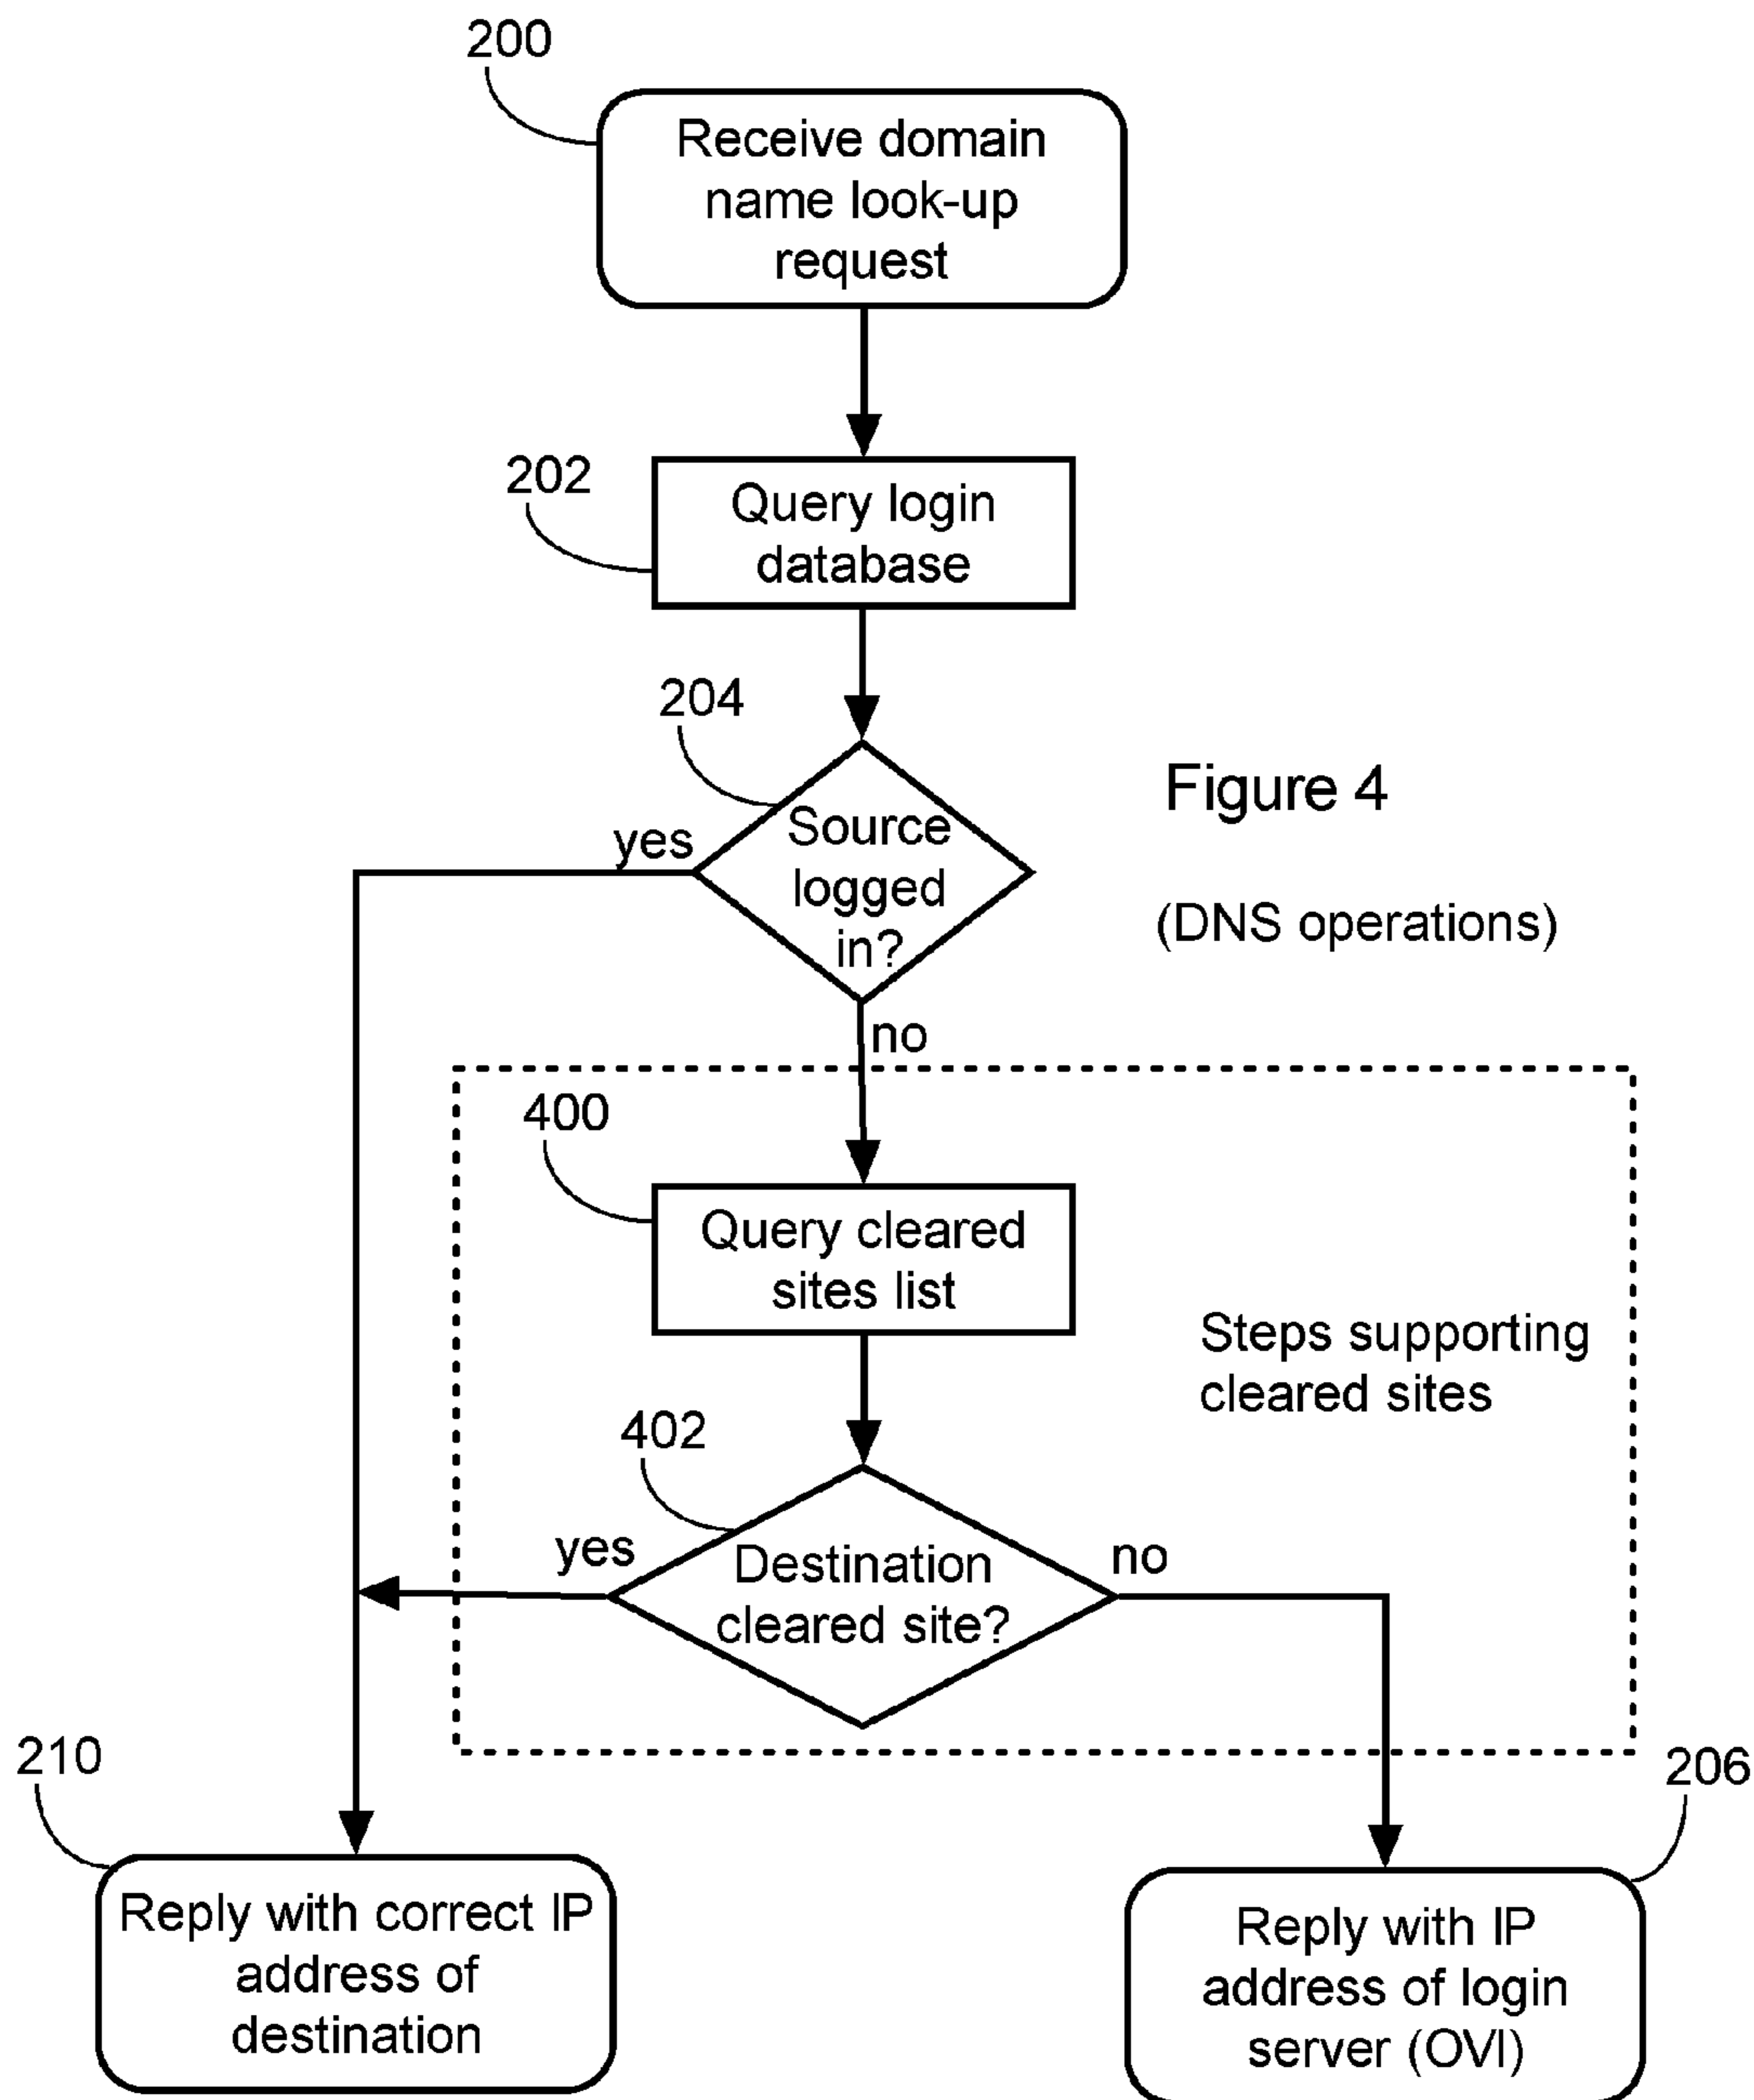 200
Receive domain
name look-up
request
202
Query login
database
204
yes
Source
logged
in?
Figure 4
(DNS operations)
no
400
Query cleared
sites list
Steps supporting
cleared sites
402
yes
Destination
cleared site?
no
210
206
Reply with correct IP
address of
destination
Reply with IP
address of login
server (OVI)